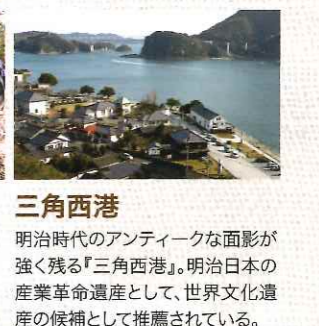 三角西港
明治時代のアンティークな面影が
強く残る『三角西港』。明治日本の
産業革命遺産として、世界文化遺
産の候補として推薦されている。